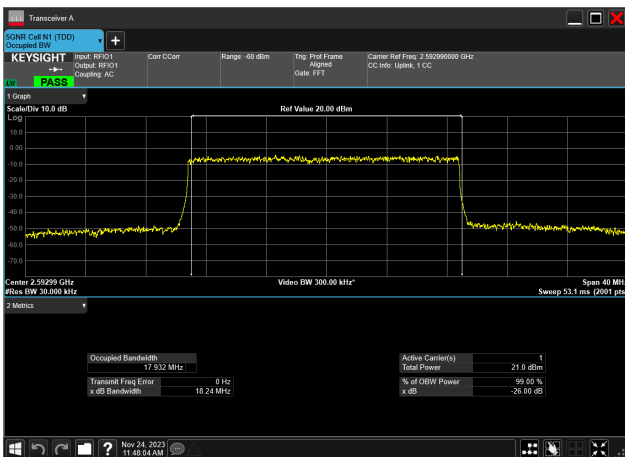 Transceiver A
5GNR Cell N1 (TDD)
Occupied BW
KEYSIGHT
Input: RFIO1
Output: RFIO1
Coupling: AC
Corr CCorr
Range: -60 dBm
Trig: Prot Frame
Aligned
Gate: FFT
Carrier Ref Freq: 2.592990000 GHz
CC Info: Uplink, 1 CC
PASS
1 Graph
Scale/Div 10.0 dB
Ref Value 20.00 dBm
Log
10.0
0.00
-10.0
-20.0
-30.0
-40.0
-50.0
-60.0
-70.0
Center 2.59299 GHz
Video BW 300.00 kHz*
Span 40 MHz
#Res BW 30.000 kHz
Sweep 53.1 ms (2001 pts
2 Metrics
Occupied Bandwidth
17.932 MHz
Active Carrier(s) 1
Total Power 21.0 dBm
Transmit Freq Error 0 Hz
x dB Bandwidth 18.24 MHz
% of OBW Power 99.00 %
x dB -26.00 dB
Nov 24, 2023
11:48:04 AM